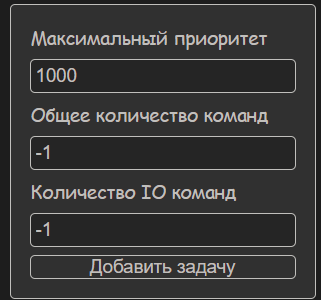 Максимальный приоритет
1000
Общее количество команд
-1
Количество IO команд
-1
Добавить задачу